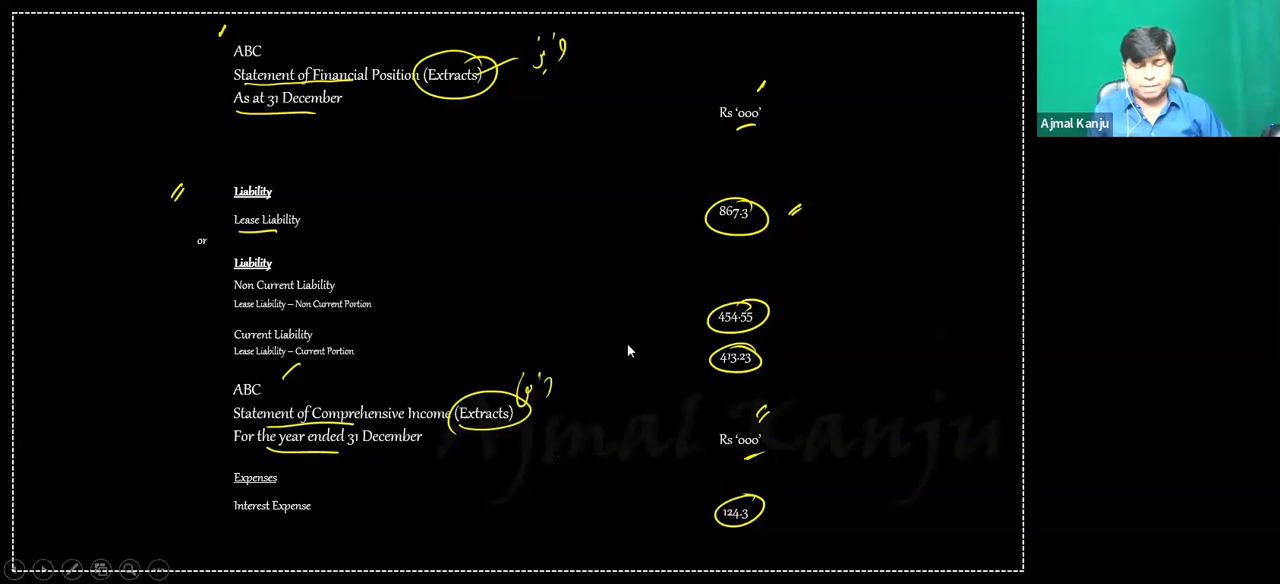 ABC
Statement of Financial Position (Extracts)
As at 31 December
Rs ‘000’
Liability
Lease Liability
867.3
or
Liability
Non Current Liability
Lease Liability – Non Current Portion
454.55
Current Liability
Lease Liability – Current Portion
413.23
ABC
Statement of Comprehensive Income (Extracts)
For the year ended 31 December
Rs ‘000’
Expenses
Interest Expense
124.3
Ajmal Kanju
Ajmal Kanju